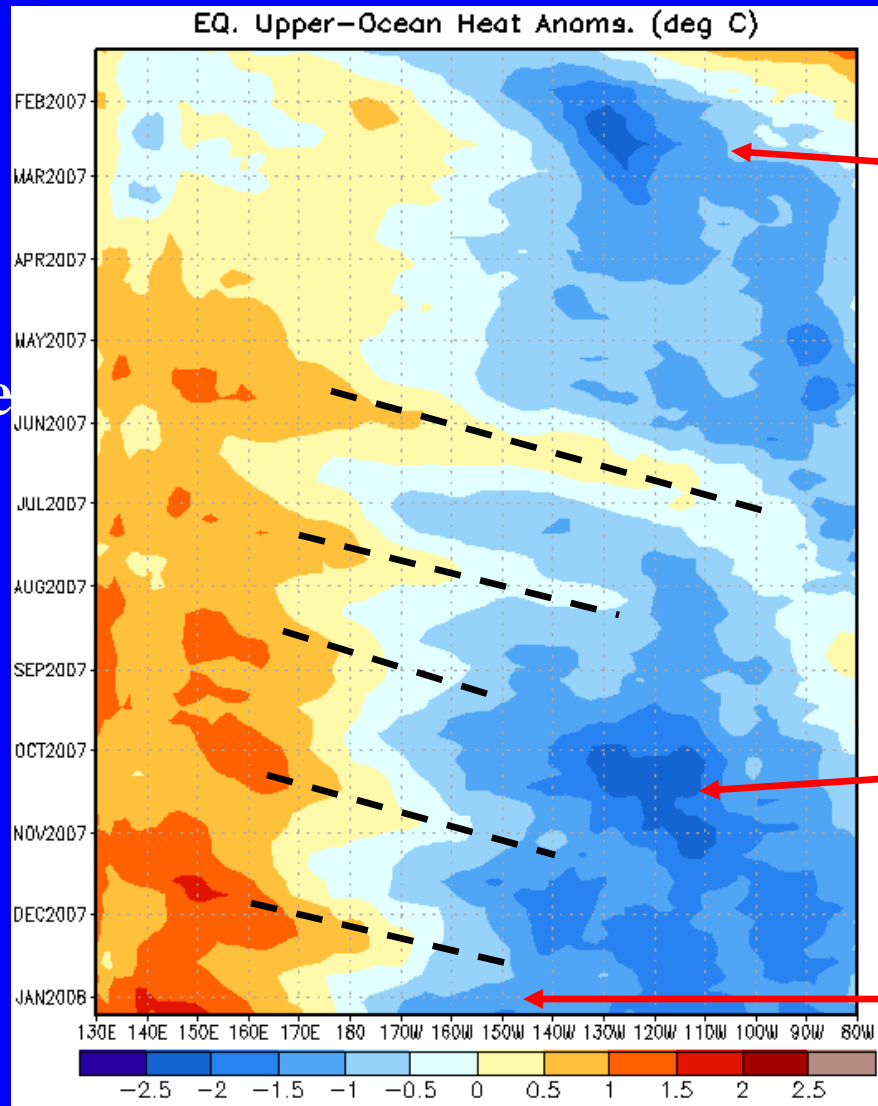 EQ. Upper-Ocean Heat Anoms. (deg C)
FEB2007
MAR2007
APR2007
MAY2007
e
JUN2007
JUL2007
AUG2007
SEP2007
OCT2007
NOV2007
DEC2007
JAN2008
130E 140E 150E 160E 170E 180 170W 160W 150W 140W 130W 120W 110W 100W 90W 80W
-2.5 -2 -1.5 -1 -0.5 0 0.5 1 1.5 2 2.5